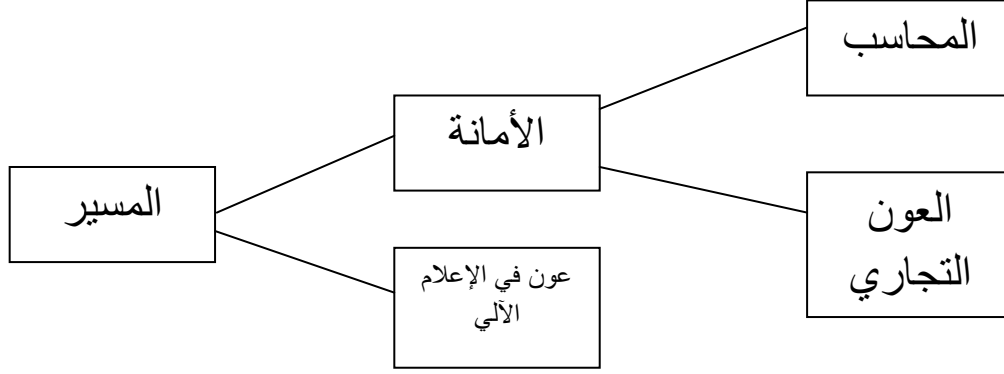 المحاسب
الأمانة
المسير
العون
التجاري
عون في الإعلام
الآلي